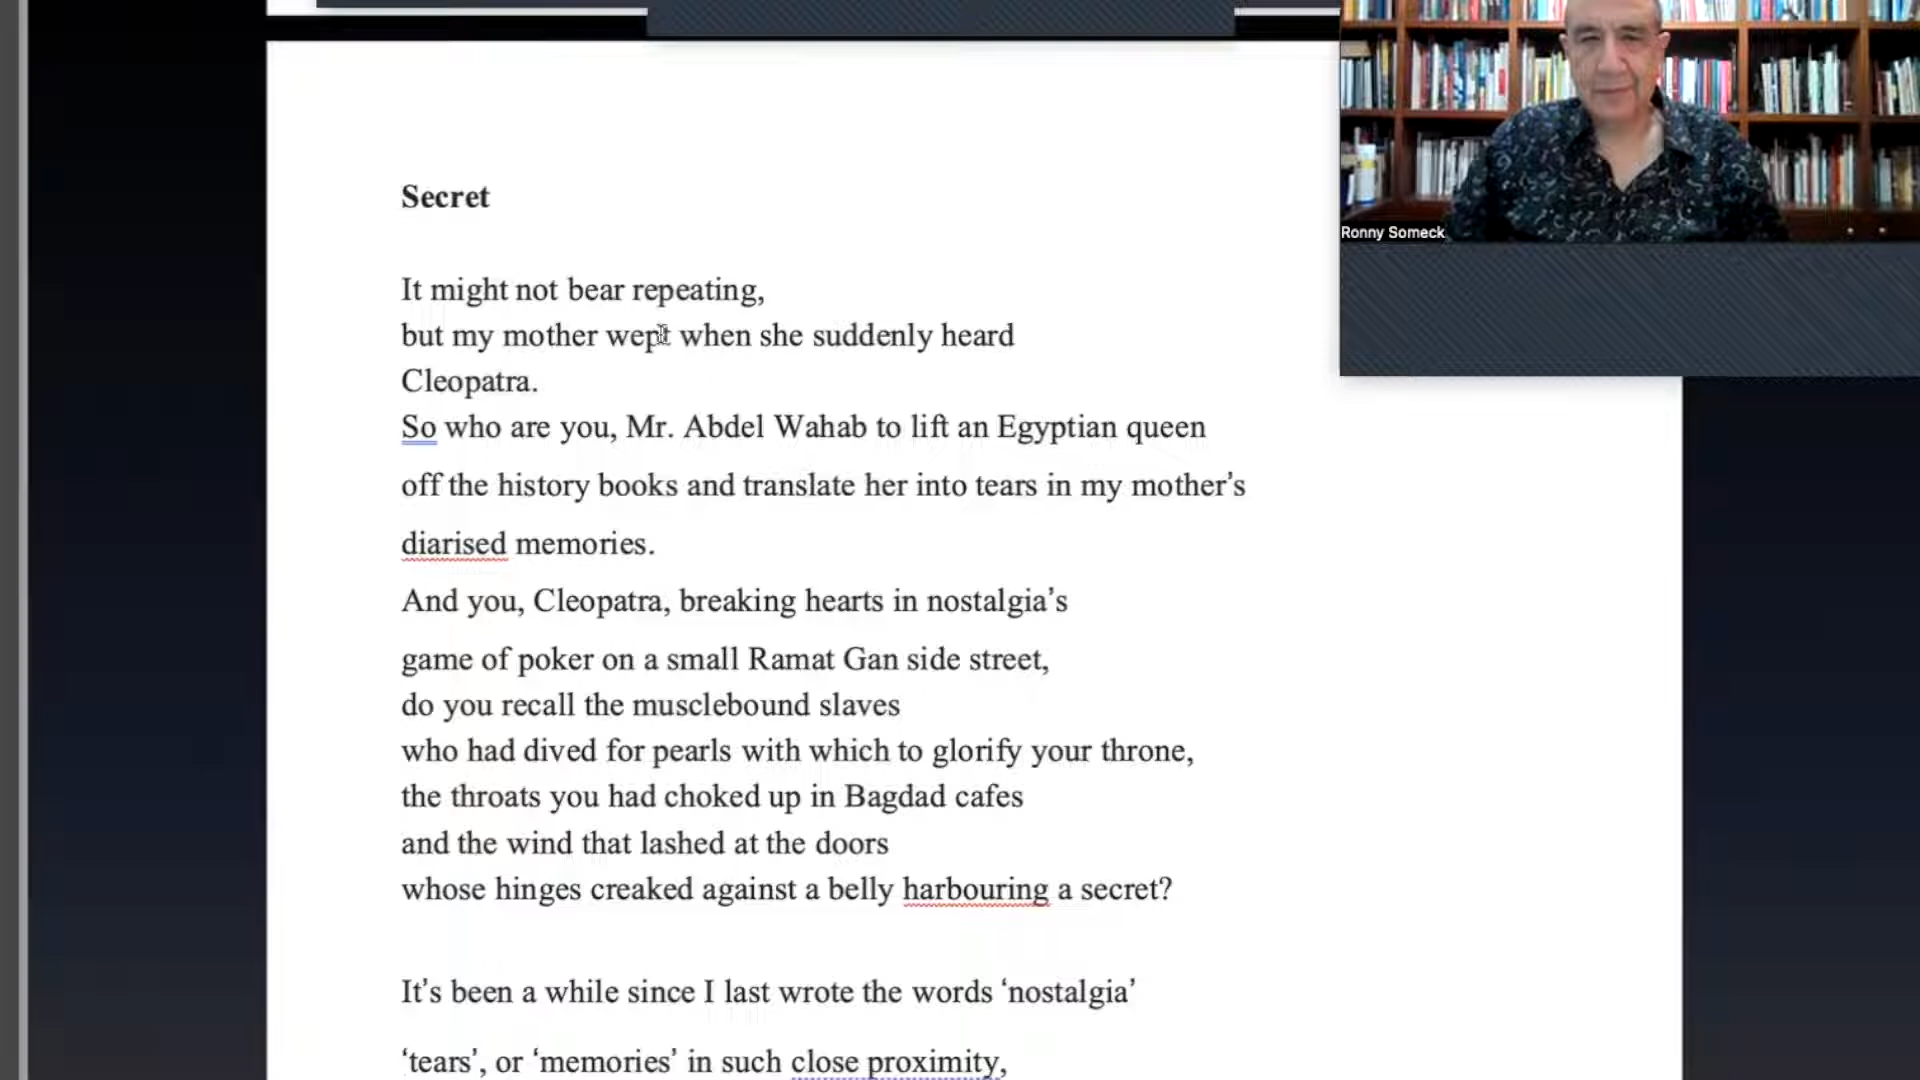 Secret
It might not bear repeating,
but my mother wept when she suddenly heard
Cleopatra.
So who are you, Mr. Abdel Wahab to lift an Egyptian queen
off the history books and translate her into tears in my mother’s
diarised memories.
And you, Cleopatra, breaking hearts in nostalgia’s
game of poker on a small Ramat Gan side street,
do you recall the musclebound slaves
who had dived for pearls with which to glorify your throne,
the throats you had choked up in Bagdad cafes
and the wind that lashed at the doors
whose hinges creaked against a belly harbouring a secret?
It’s been a while since I last wrote the words ‘nostalgia’
‘tears’, or ‘memories’ in such close proximity,
Ronny Someck